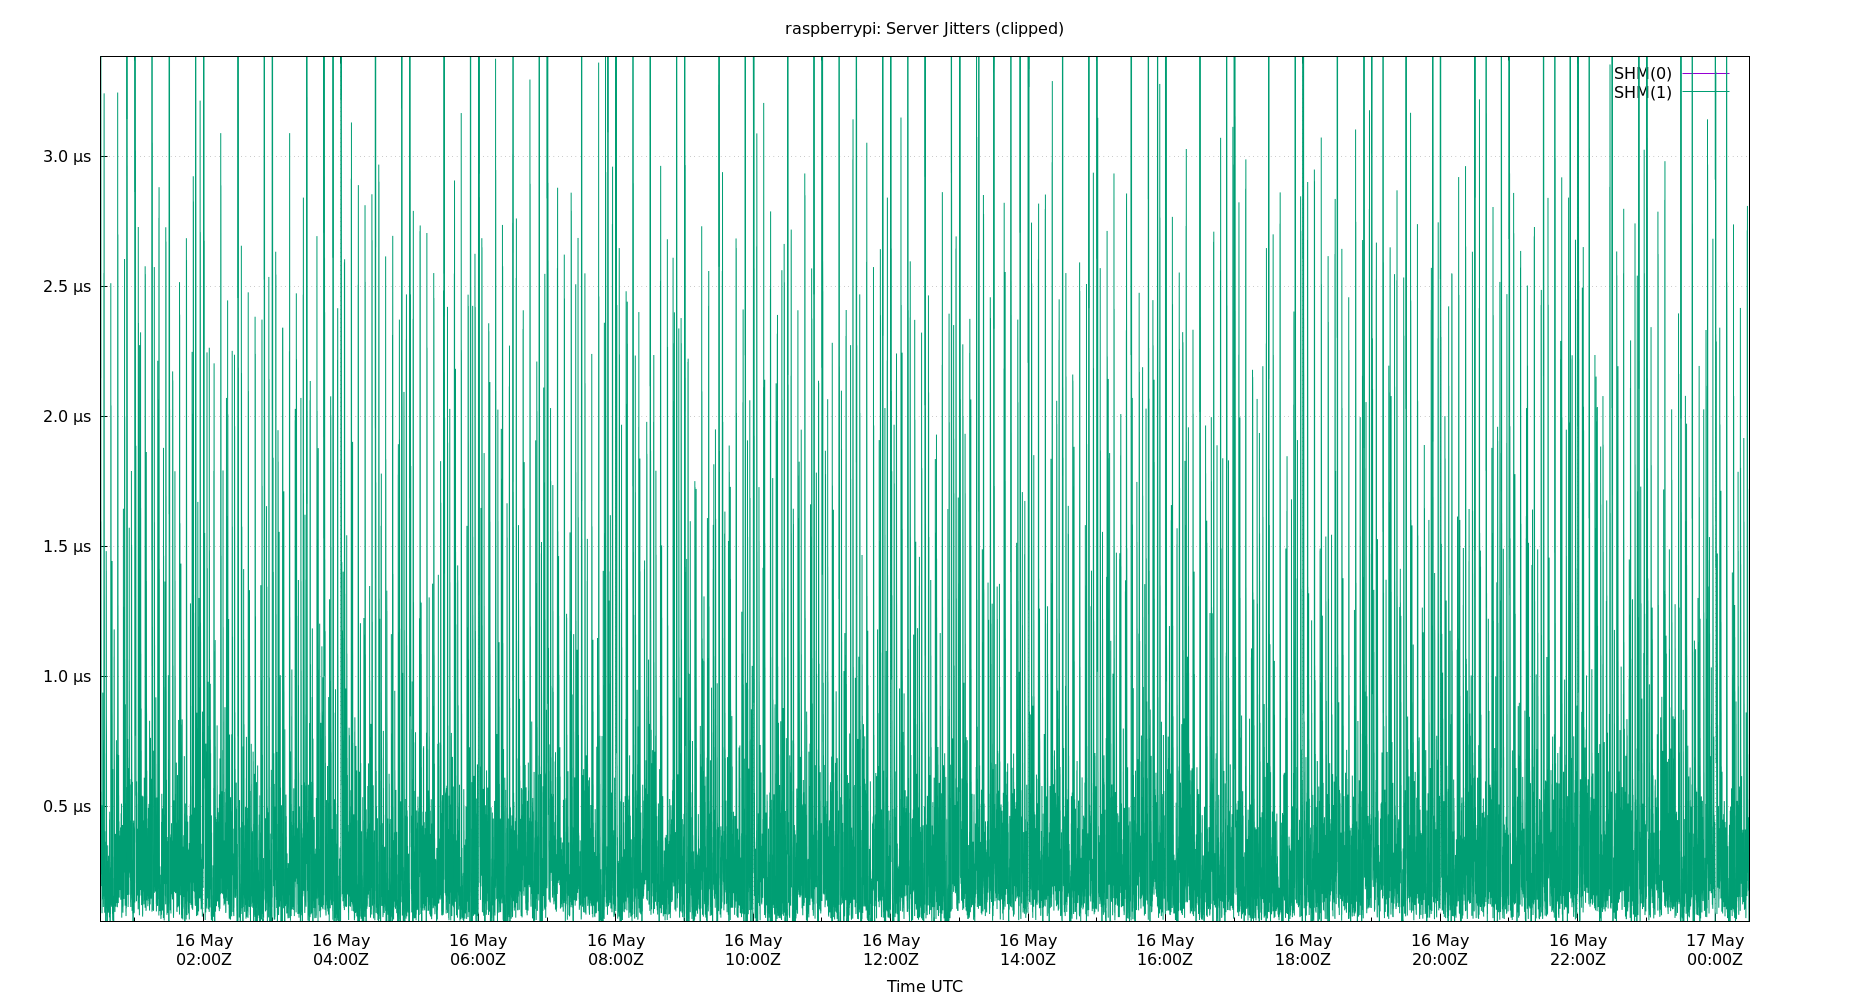 raspberrypi: Server Jitters (clipped)
SHM(0)
SHM(1)
3.0 µs
2.5 µs
2.0 µs
1.5 µs
1.0 µs
0.5 µs
16 May 16 May 16 May 16 May 16 May 16 May 16 May 16 May 16 May 16 May 16 May 17 May
02:00Z 04:00Z 06:00Z 08:00Z 10:00Z 12:00Z 14:00Z 16:00Z 18:00Z 20:00Z 22:00Z 00:00Z
Time UTC